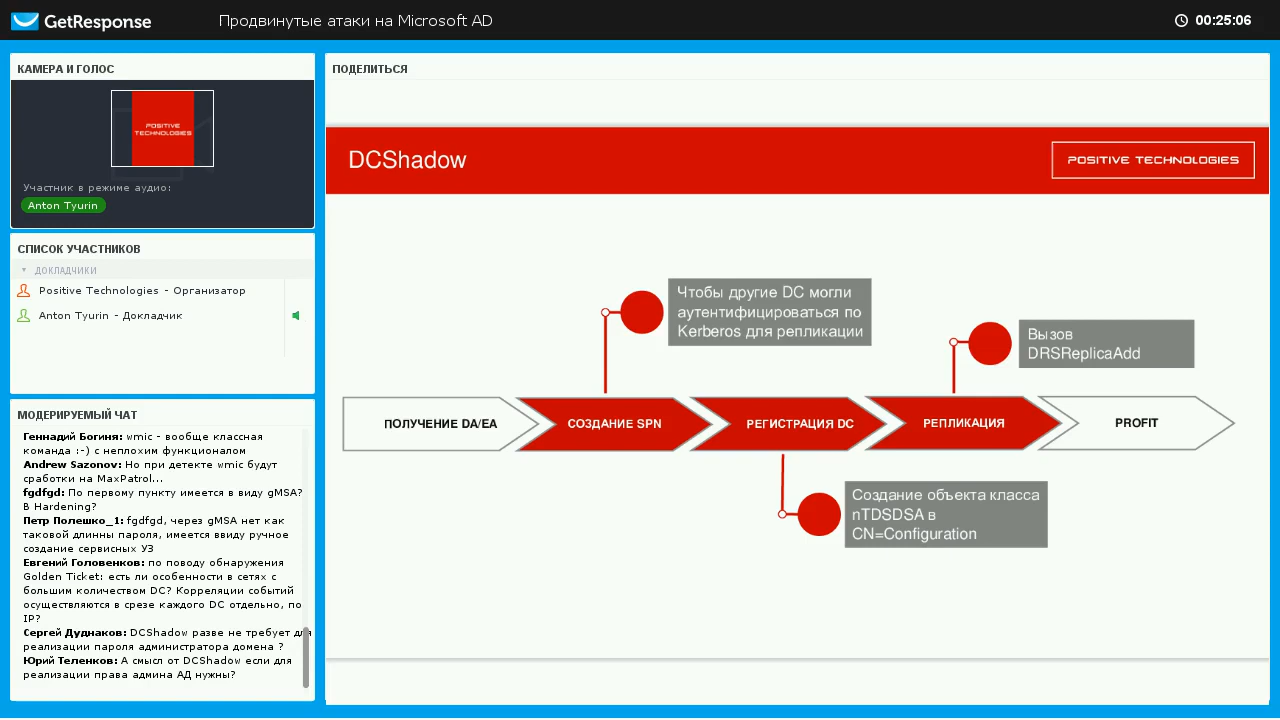 GetResponse
Продвинутые атаки на Microsoft AD
00:25:06
КАМЕРА И ГОЛОС
POSITIVE
TECHNOLOGIES
Участник в режиме аудио:
Anton Tyurin
СПИСОК УЧАСТНИКОВ
ДОКЛАДЧИКИ
Positive Technologies - Организатор
Anton Tyurin - Докладчик
МОДЕРИРУЕМЫЙ ЧАТ
Геннадий Богиня: wmic - вообще классная
команда :-) с неплохим функционалом
Andrew Sazonov: Но при детекте wmic будут
сработки на MaxPatrol...
fgdfgd: По первому пункту имеется в виду gMSA?
В Hardening?
Петр Полешко_1: fgdfgd, через gMSA нет как
таковой длинны пароля, имеется ввиду ручное
создание сервисных УЗ
Евгений Головенков: по поводу обнаружения
Golden Ticket: есть ли особенности в сетях с
большим количеством DC? Корреляции событий
осуществляются в срезе каждого DC отдельно, по
IP?
Сергей Дуднаков: DCShadow разве не требует для
реализации пароля администратора домена ?
Юрий Теленков: А смысл от DCShadow если для
реализации права админа АД нужны?
ПОДЕЛИТЬСЯ
DCShadow
POSITIVE TECHNOLOGIES
Чтобы другие DC могли
аутентифицироваться по
Kerberos для репликации
Вызов
DRSReplicaAdd
ПОЛУЧЕНИЕ DA/EA
СОЗДАНИЕ SPN
РЕГИСТРАЦИЯ DC
РЕПЛИКАЦИЯ
PROFIT
Создание объекта класса
nTDSDSA в
CN=Configuration